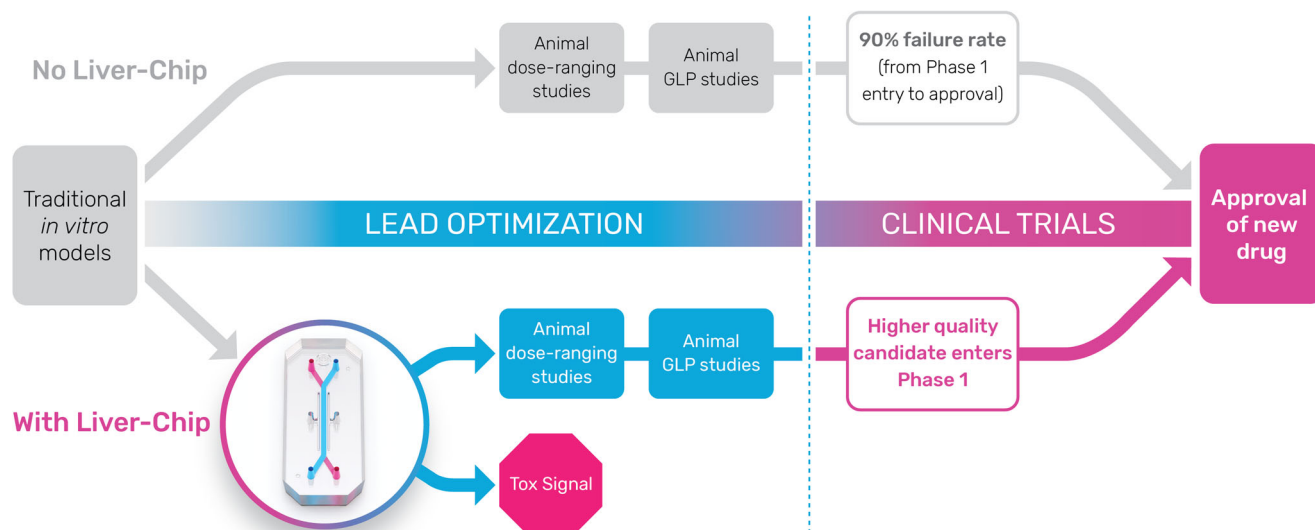 No Liver-Chip
Animal
dose-ranging
studies
Animal
GLP studies
90% failure rate
(from Phase 1
entry to approval)
Traditional
in vitro
models
LEAD OPTIMIZATION
CLINICAL TRIALS
Approval
of new
drug
With Liver-Chip
Animal
dose-ranging
studies
Animal
GLP studies
Higher quality
candidate enters
Phase 1
Tox Signal